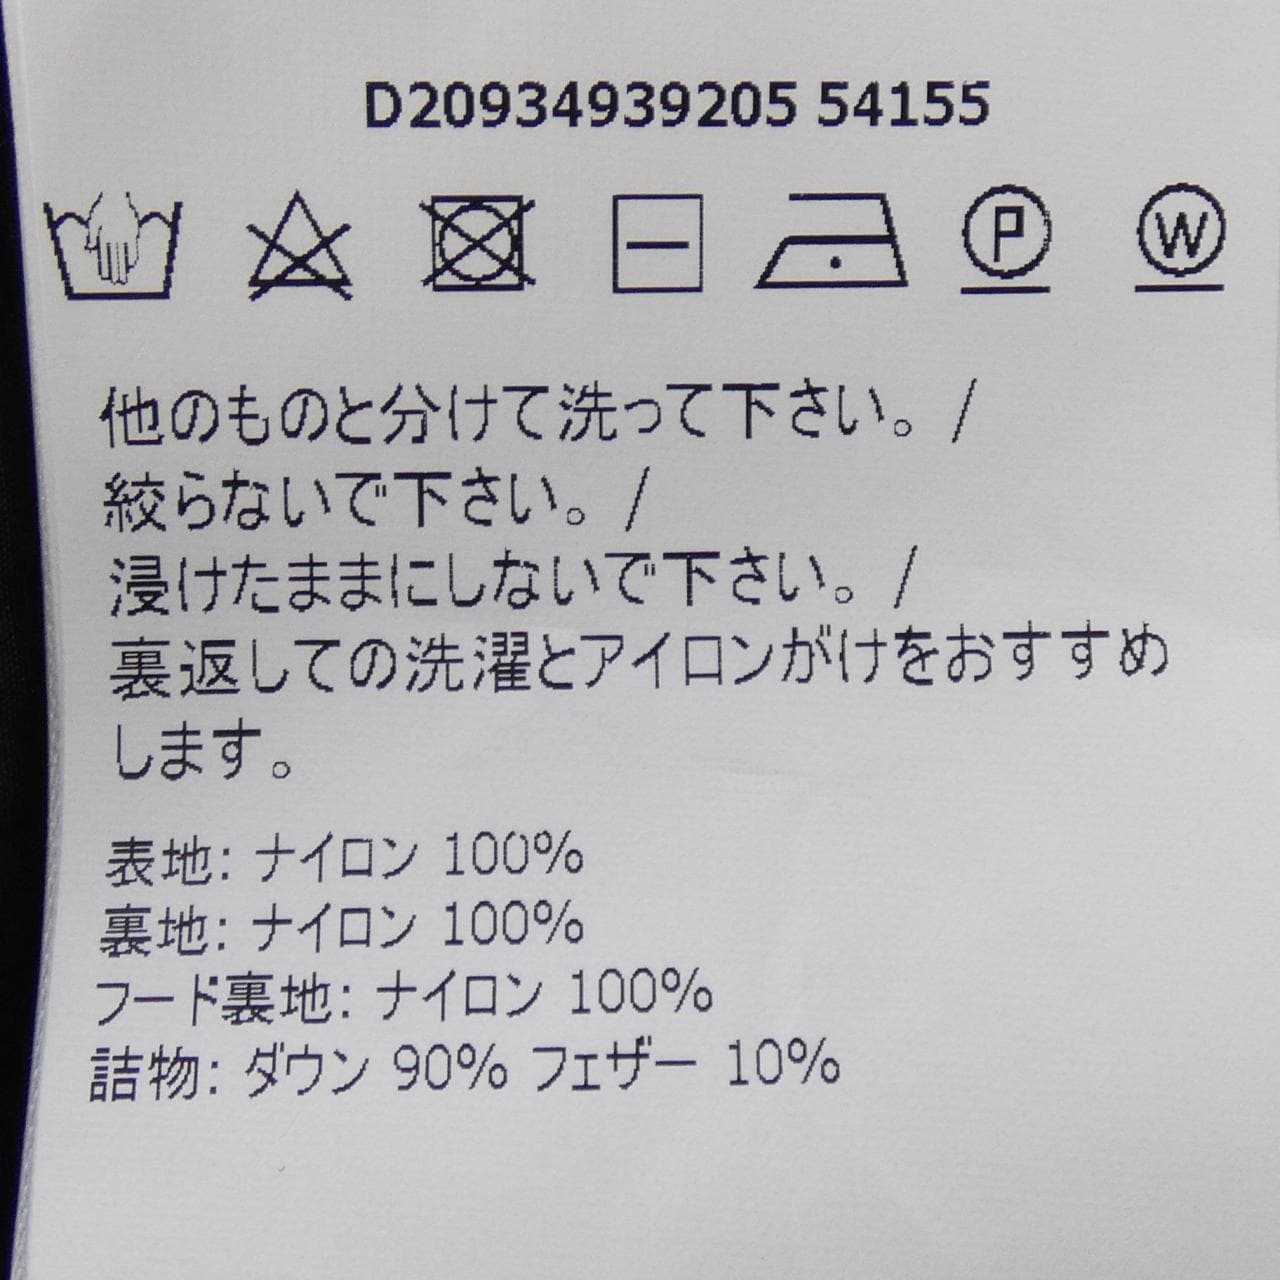 D20934939205 54155
P W
他のものと分けて洗って下さい。/
絞らないで下さい。/
浸けたままにしないで下さい。/
裏返しての洗濯とアイロンがけをおすすめ
します。
表地: ナイロン 100%
裏地: ナイロン 100%
フード裏地: ナイロン 100%
詰物: ダウン 90% フェザー 10%